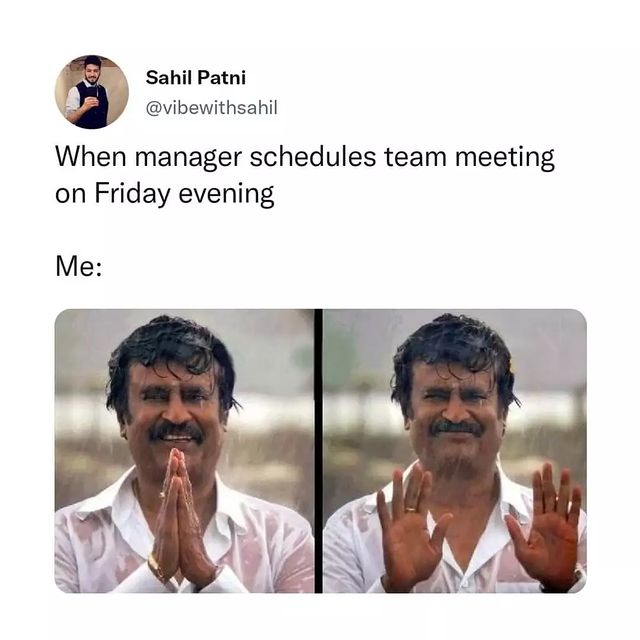 Sahil Patni
@vibewithsahil
When manager schedules team meeting
on Friday evening
Me: